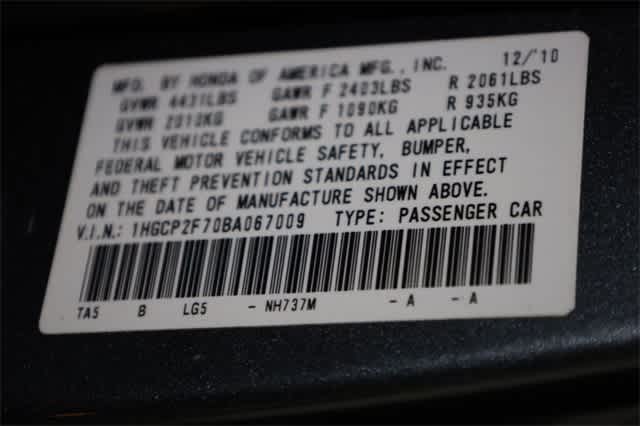 MFD. BY HONDA OF AMERICA MFG., INC. 12/10
GVWR 4431LBS GAWR F 2403LBS R 2061LBS
GVWR 2010KG GAWR F 1090KG R 935KG
THIS VEHICLE CONFORMS TO ALL APPLICABLE
FEDERAL MOTOR VEHICLE SAFETY, BUMPER,
AND THEFT PREVENTION STANDARDS IN EFFECT
ON THE DATE OF MANUFACTURE SHOWN ABOVE.
V.I.N.: 1HGCP2F70BA067009 TYPE: PASSENGER CAR
TA5 B LG5 - NH737M - A - A